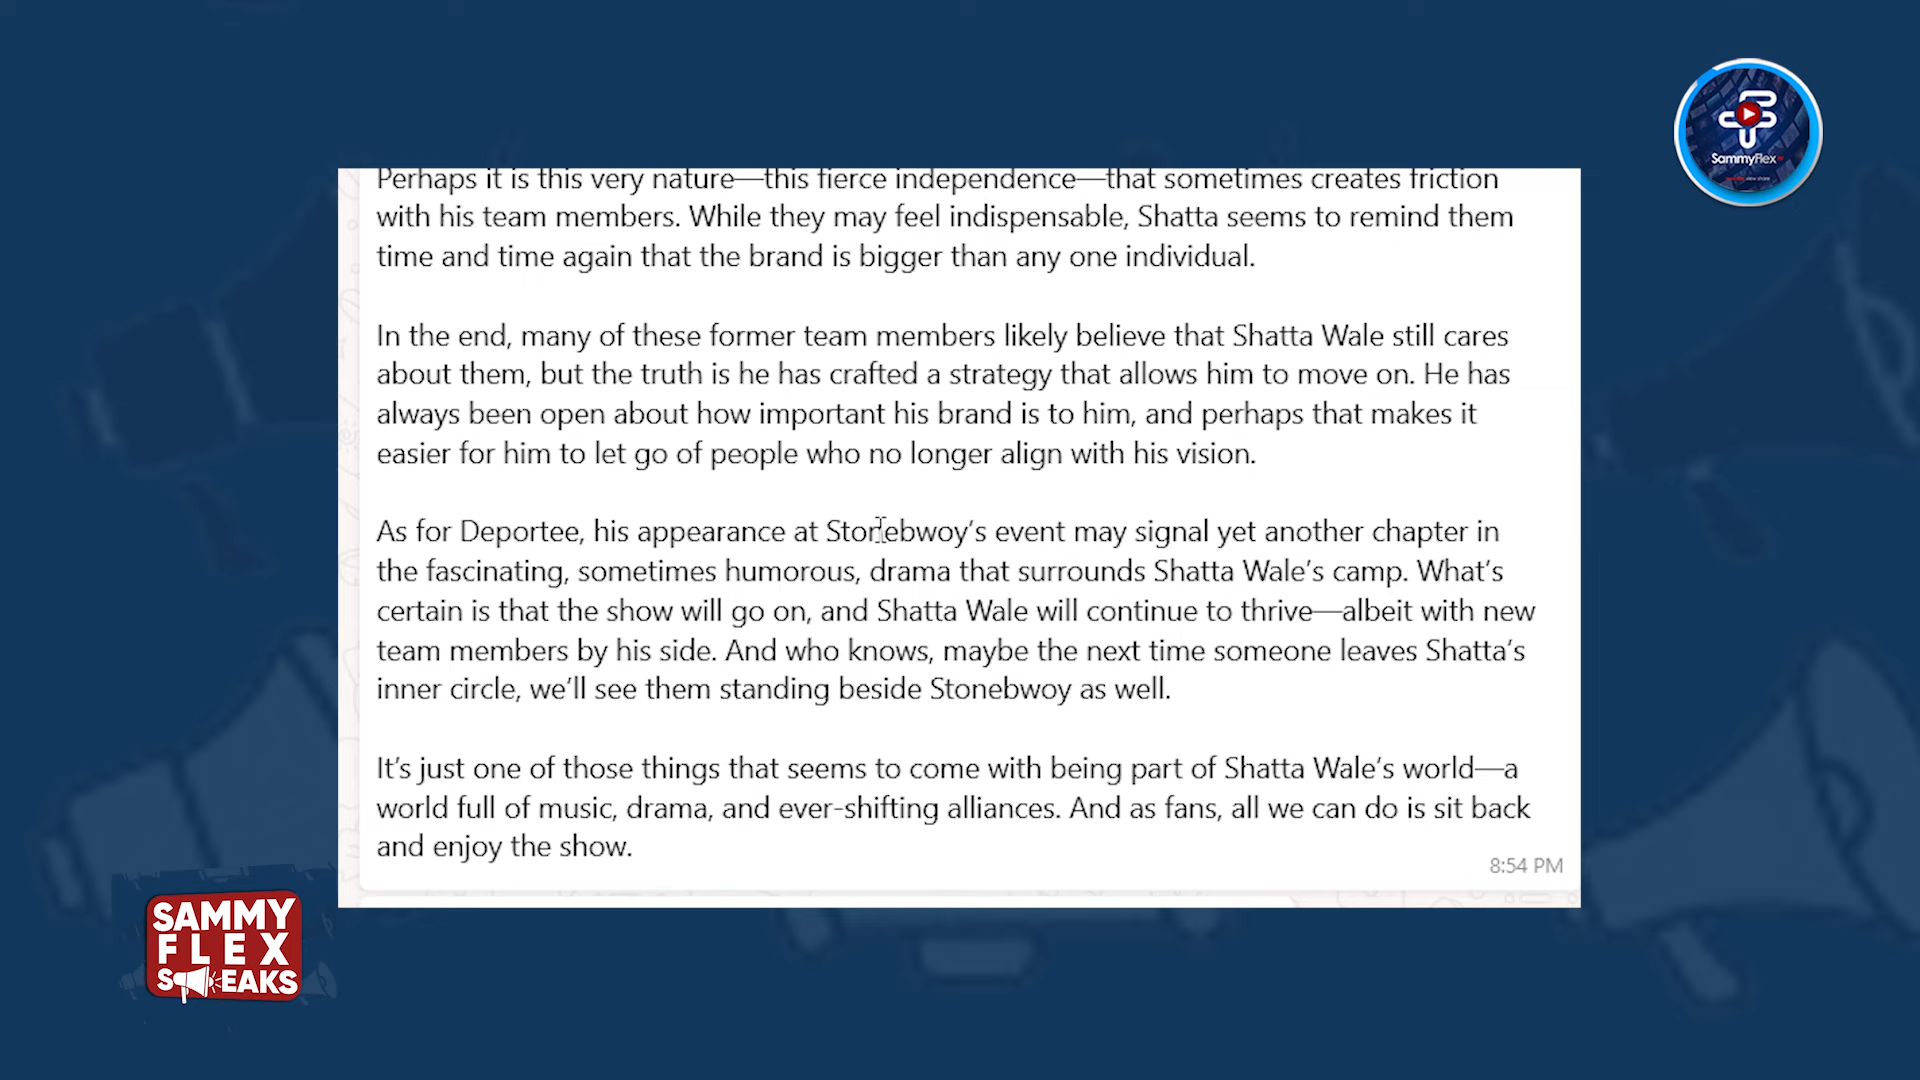 SammyFlex
Perhaps it is this very nature—this fierce independence—that sometimes creates friction
with his team members. While they may feel indispensable, Shatta seems to remind them
time and time again that the brand is bigger than any one individual.
In the end, many of these former team members likely believe that Shatta Wale still cares
about them, but the truth is he has crafted a strategy that allows him to move on. He has
always been open about how important his brand is to him, and perhaps that makes it
easier for him to let go of people who no longer align with his vision.
As for Deportee, his appearance at Stonebwoy’s event may signal yet another chapter in
the fascinating, sometimes humorous, drama that surrounds Shatta Wale’s camp. What’s
certain is that the show will go on, and Shatta Wale will continue to thrive—albeit with new
team members by his side. And who knows, maybe the next time someone leaves Shatta’s
inner circle, we’ll see them standing beside Stonebwoy as well.
It’s just one of those things that seems to come with being part of Shatta Wale’s world—a
world full of music, drama, and ever-shifting alliances. And as fans, all we can do is sit back
and enjoy the show.
8:54 PM
SAMMY
FLEX
SPEAKS